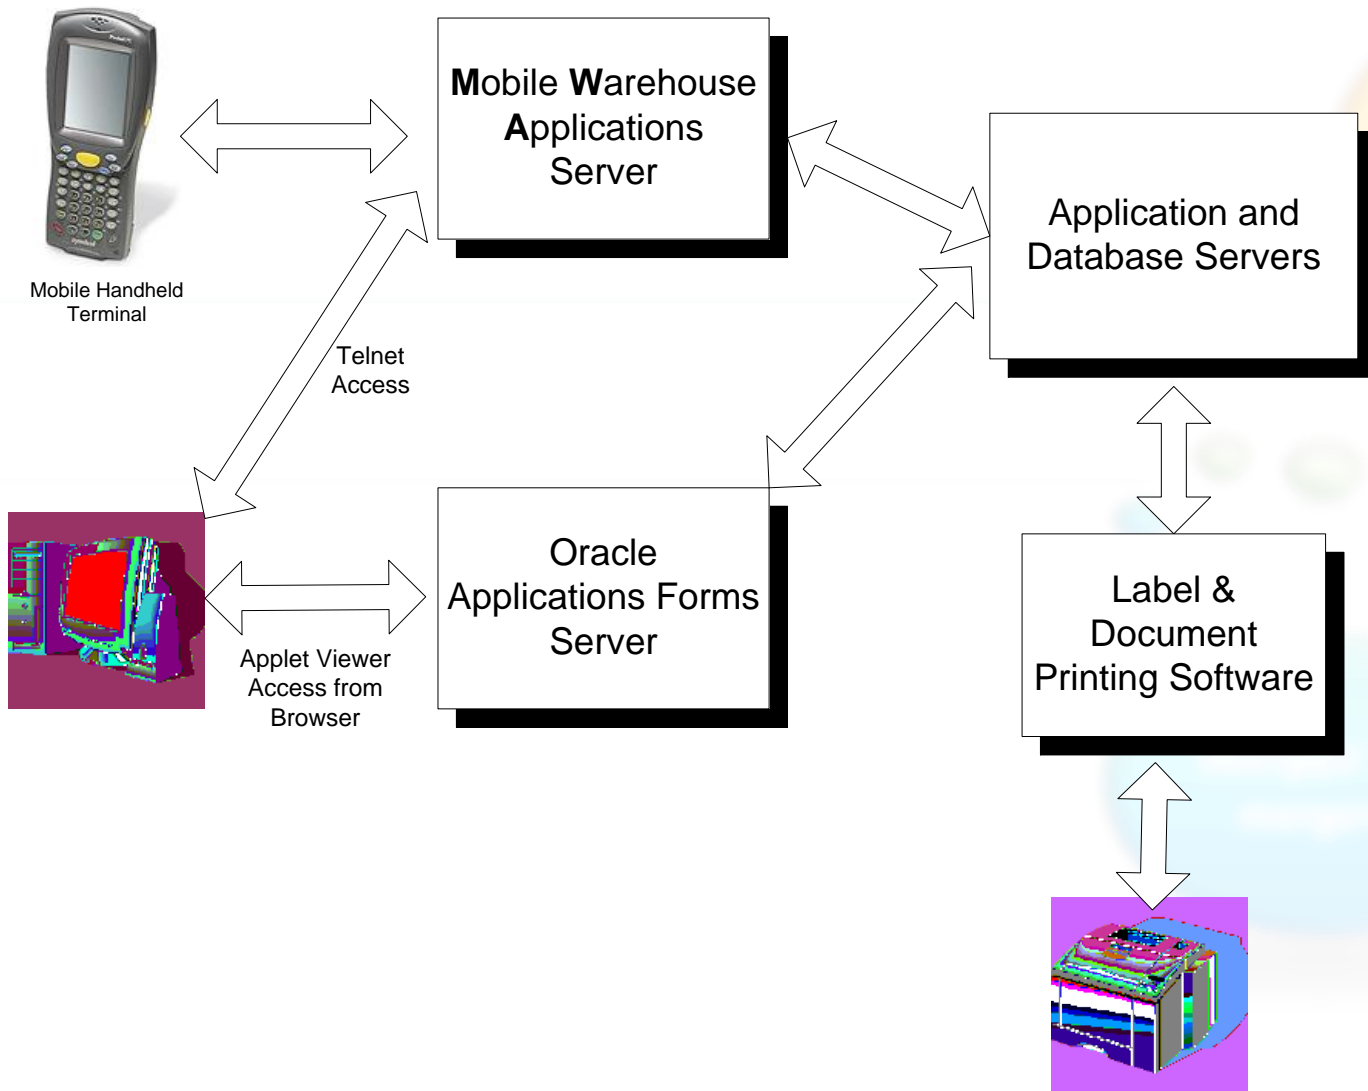 Mobile Warehouse
Applications
Server
Application and
Database Servers
Mobile Handheld
Terminal
Telnet
Access
Oracle
Applications Forms
Server
Applet Viewer
Access from
Browser
Label &
Document
Printing Software